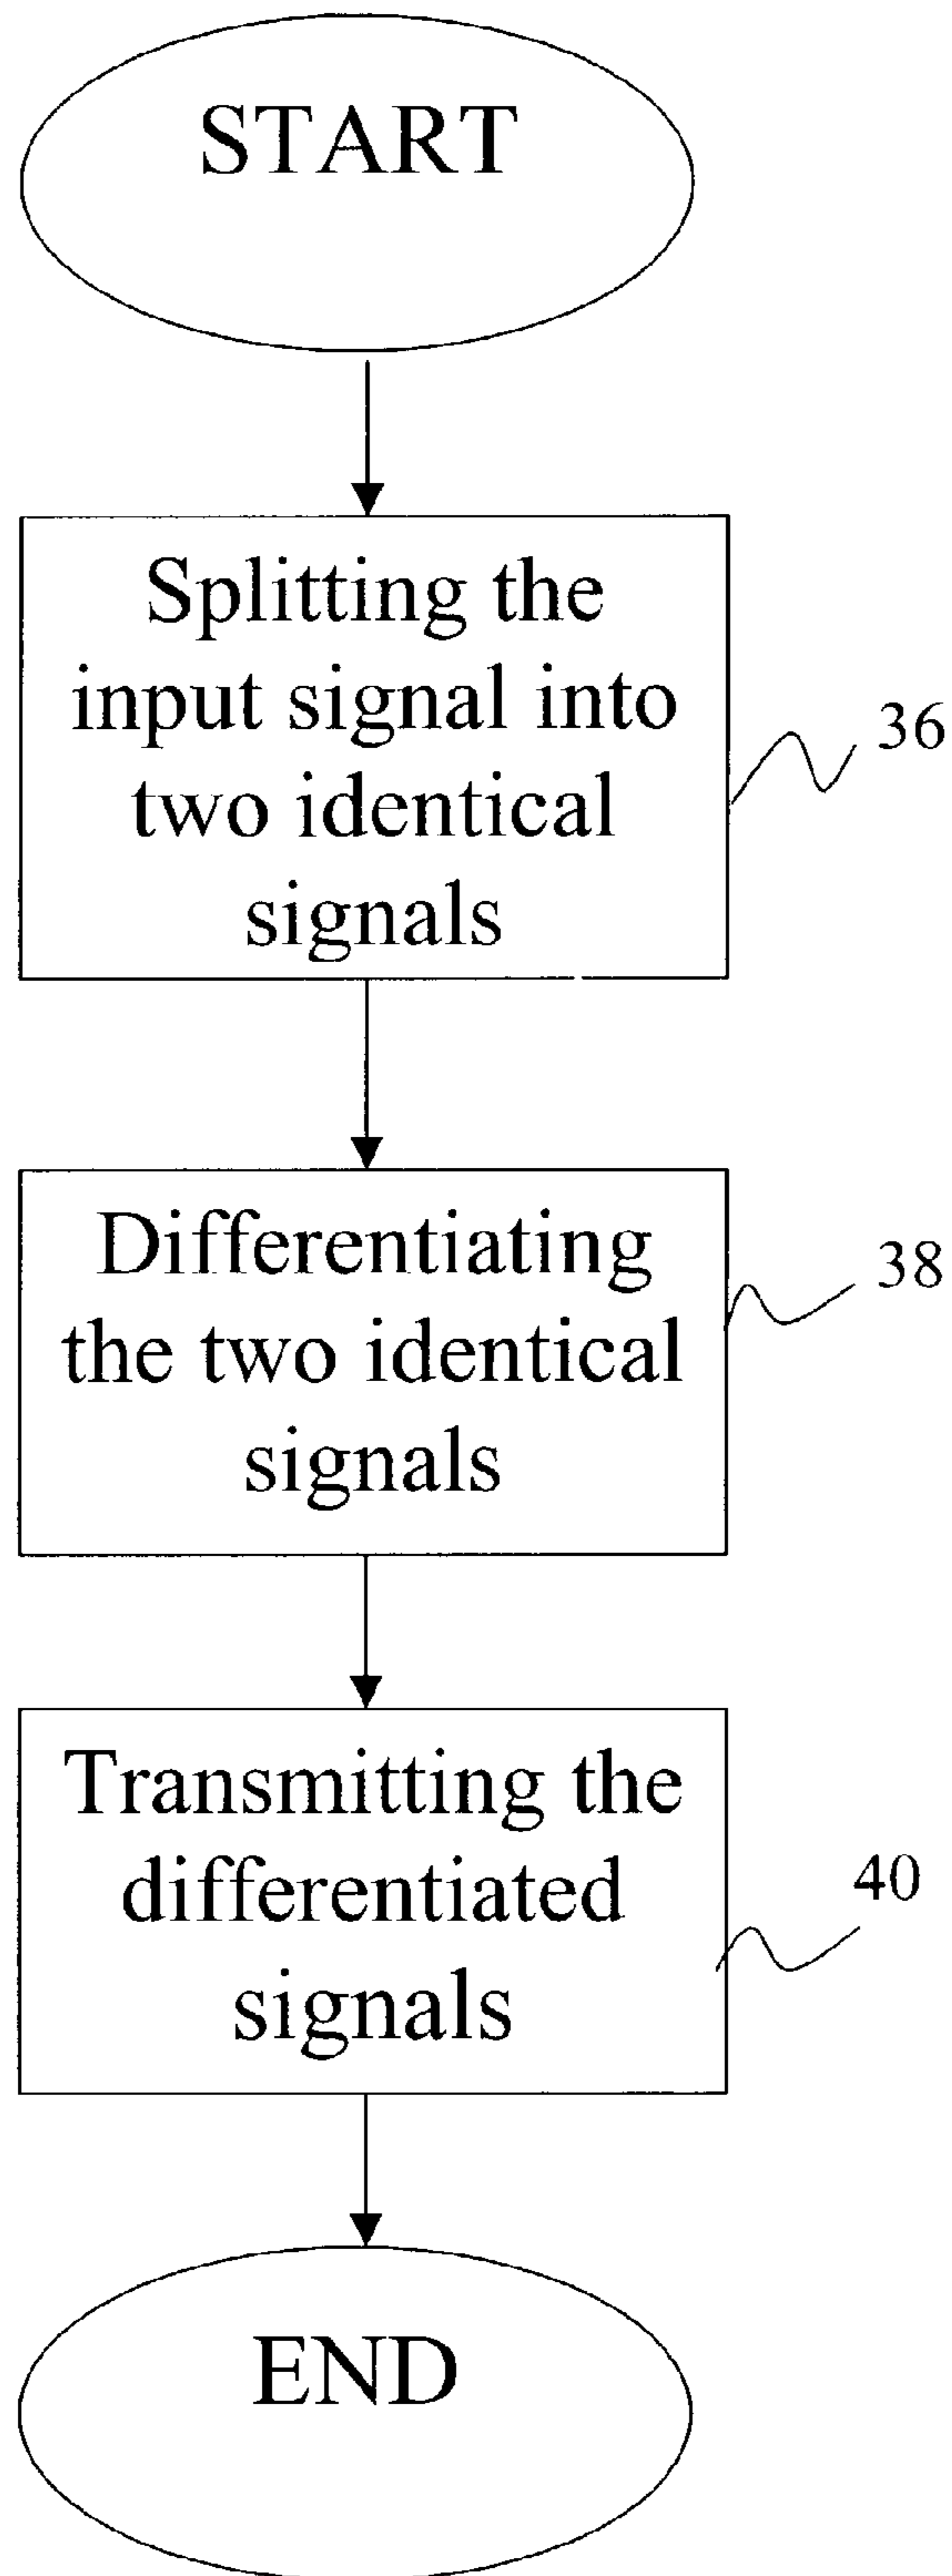 START
Splitting the
input signal into
two identical
signals
36
Differentiating
the two identical
signals
38
Transmitting the
differentiated
signals
40
END